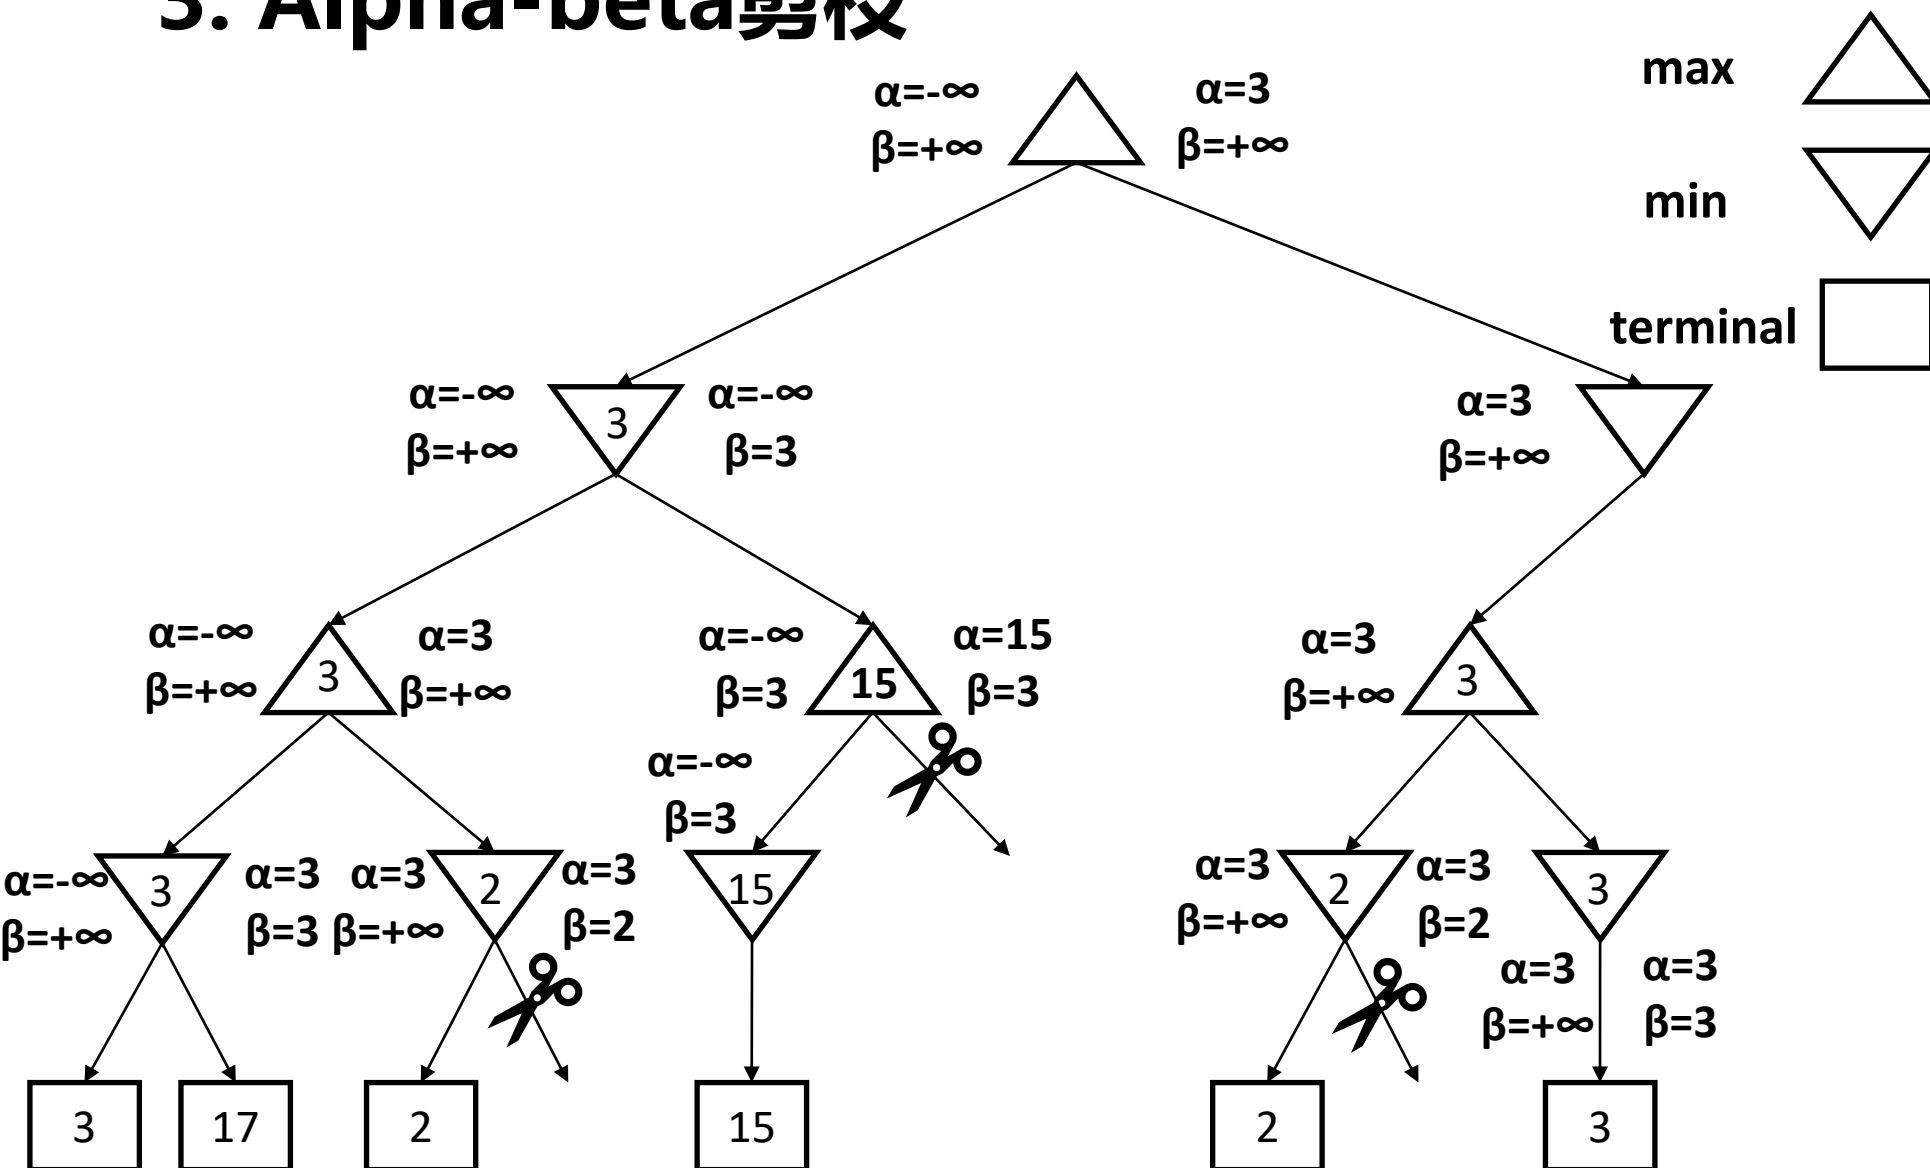 3. Alpha-beta剪枝
max
min
terminal
α=-∞
β=+∞
α=3
β=+∞
α=-∞
β=+∞
3
α=-∞
β=3
α=3
β=+∞
α=-∞
β=+∞
3
α=3
β=+∞
α=-∞
β=3
15
α=15
β=3
α=3
β=+∞
3
α=-∞
β=3
α=-∞
β=+∞
3
α=3
β=3
α=3
β=+∞
2
α=3
β=2
15
α=3
β=+∞
2
α=3
β=2
3
α=3
β=+∞
α=3
β=3
3
17
2
15
2
3